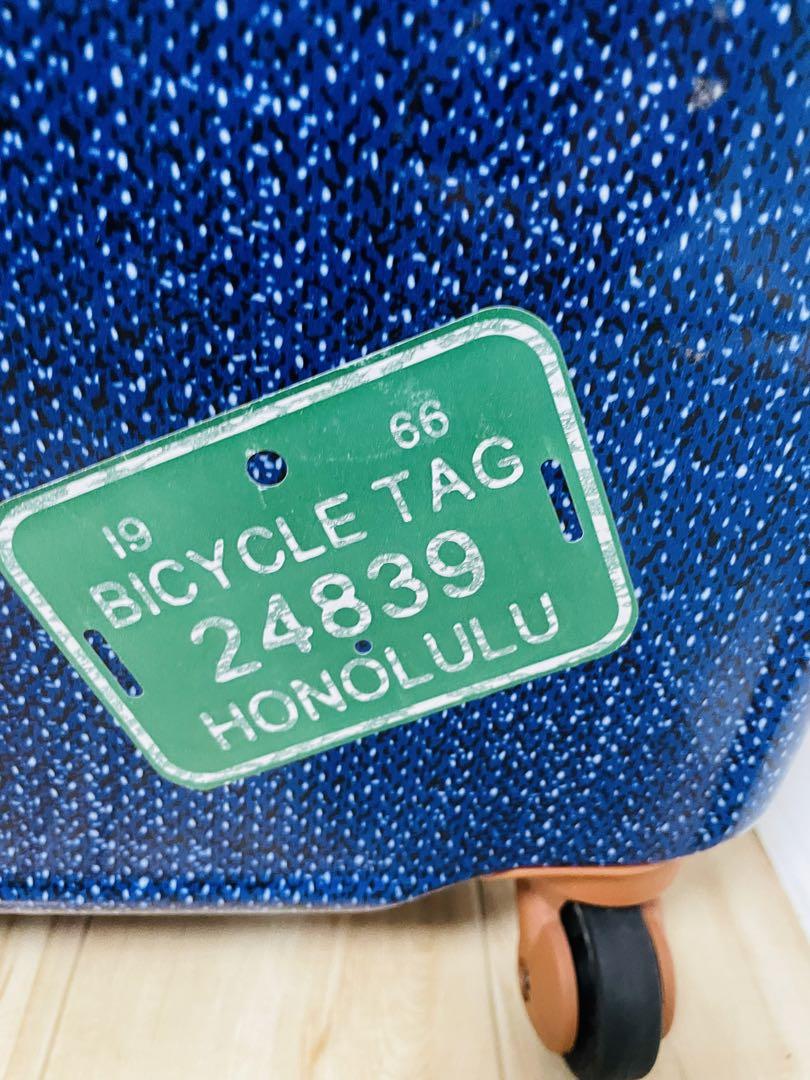 19 66
BICYCLE TAG
24839
HONOLULU